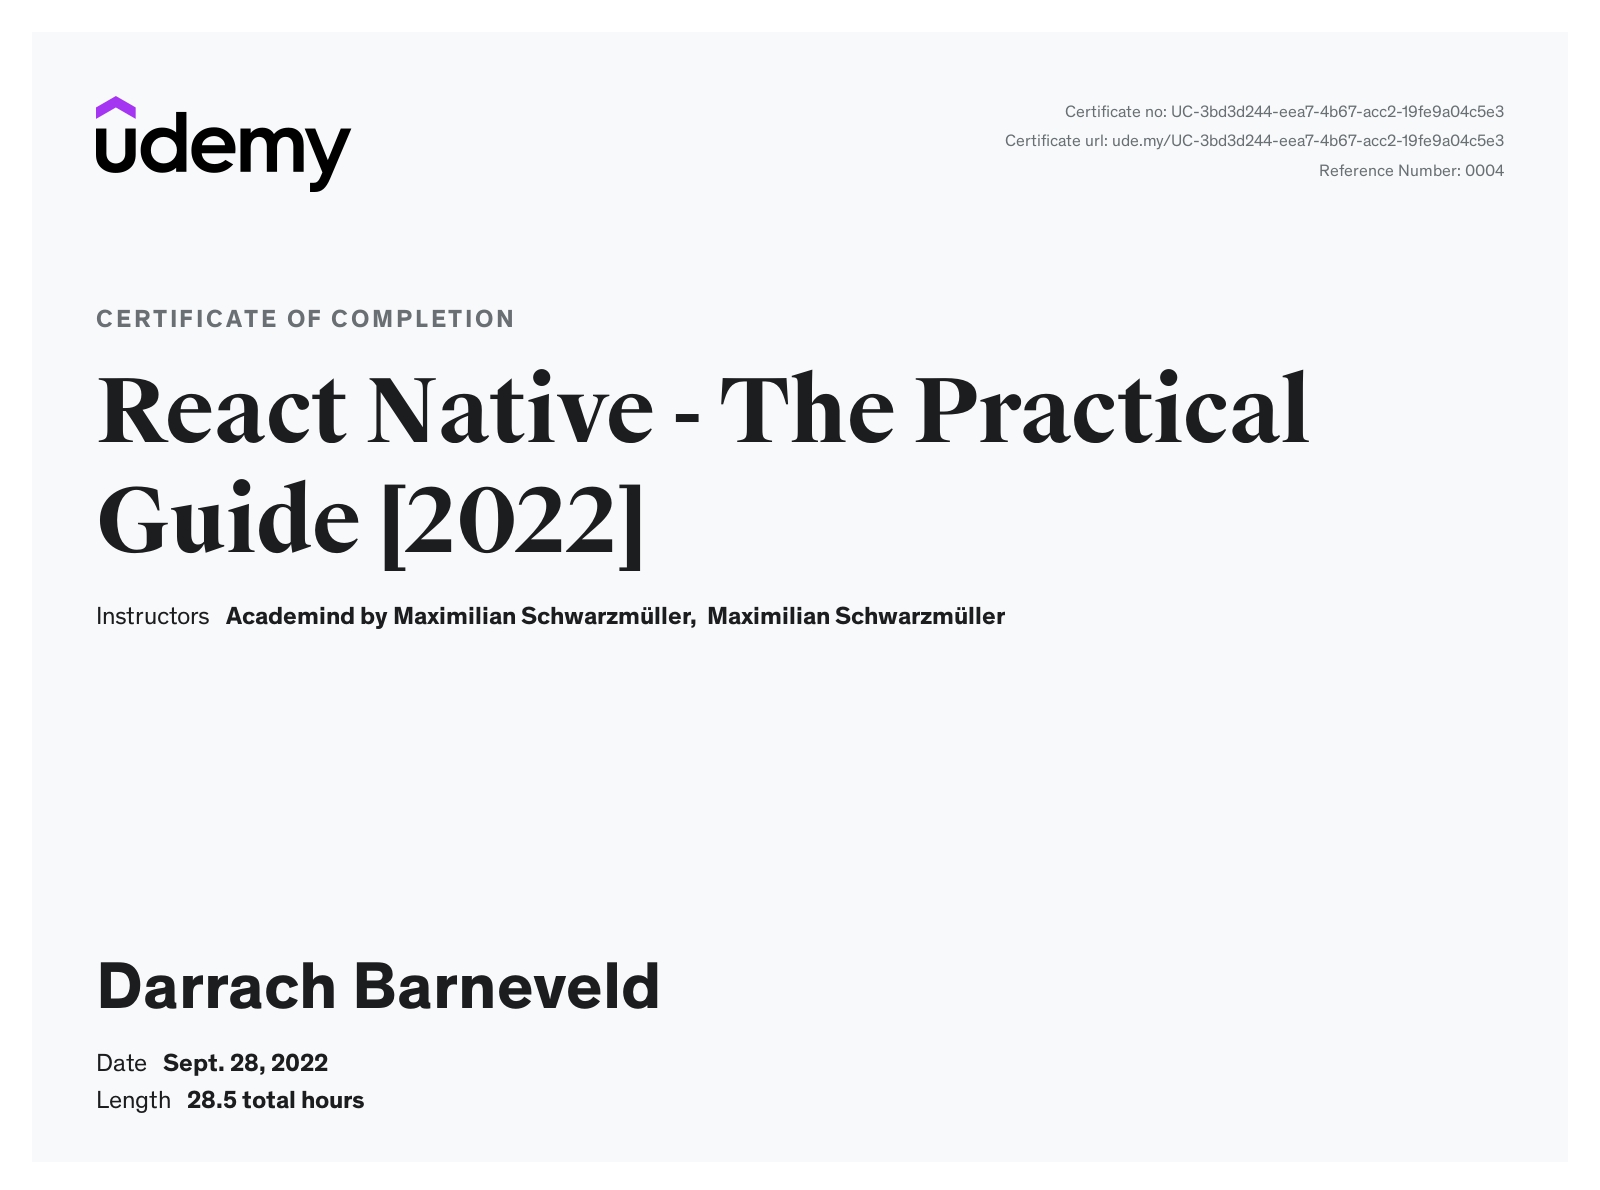 udemy
Certificate no: UC-3bd3d244-eea7-4b67-acc2-19fe9a04c5e3
Certificate url: ude.my/UC-3bd3d244-eea7-4b67-acc2-19fe9a04c5e3
Reference Number: 0004
CERTIFICATE OF COMPLETION
React Native - The Practical
Guide [2022]
Instructors Academind by Maximilian Schwarzmüller, Maximilian Schwarzmüller
Darrach Barneveld
Date Sept. 28, 2022
Length 28.5 total hours